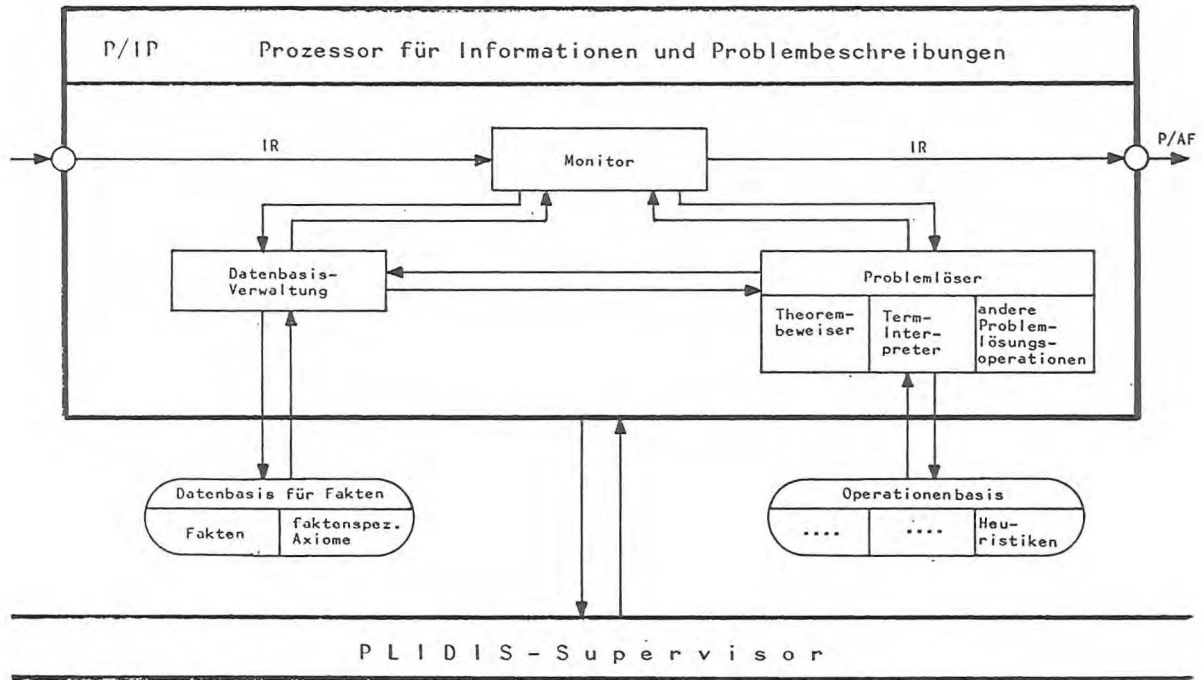 P/IP Prozessor für Informationen und Problembeschreibungen
IR
Monitor
IR
P/AF
Datenbasis-
Verwaltung
Problemlöser
Theorem-
beweiser
Term-
Inter-
preter
andere
Problem-
lösungs-
operationen
Datenbasis für Fakten
Fakten
faktenspez.
Axiome
Operationenbasis
....
....
Heu-
ristiken
PLIDIS-Supervisor